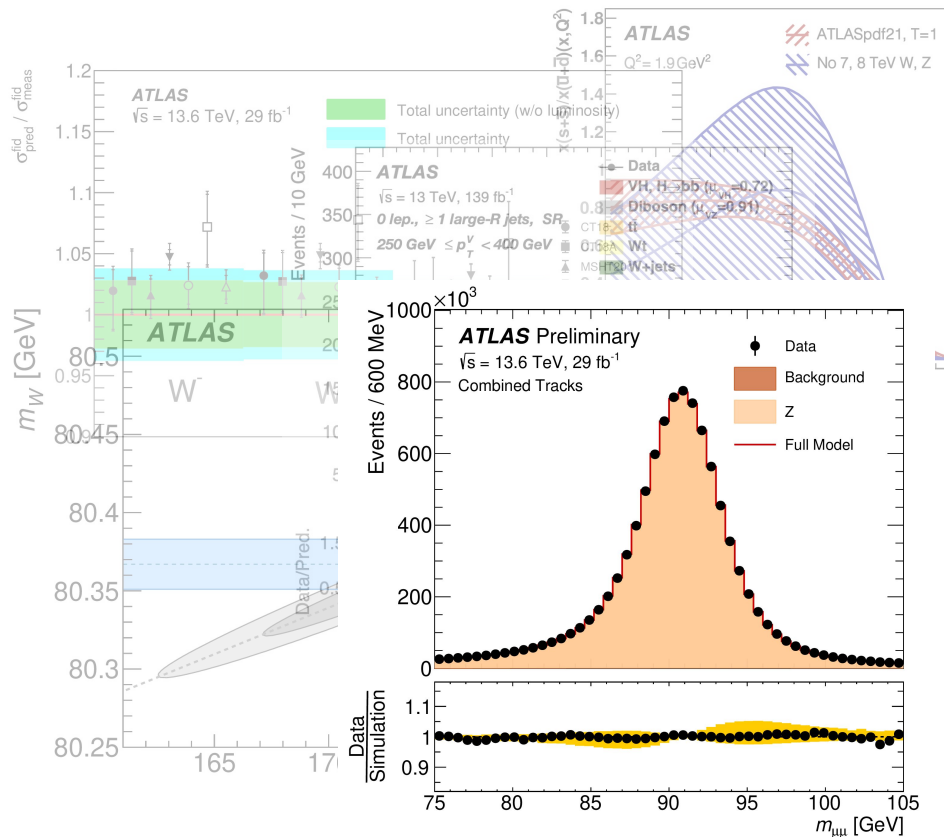 ATLAS
Q² = 1.9 GeV²
ATLASpdf21, T=1
No 7, 8 TeV W, Z
x(s+s̅)/x(u̅+d̅)(x,Q²)
1.8
1.6
1.4
1.2
σ^fid_pred / σ^fid_meas
1.2
1.15
1.1
1.05
1
0.95
ATLAS
√s = 13.6 TeV, 29 fb⁻¹
Total uncertainty (w/o luminosity)
Total uncertainty
W⁻
Events / 10 GeV
400
350
300
ATLAS
√s = 13 TeV, 139 fb⁻¹
0 lep., ≥ 1 large-R jets, SR
250 GeV ≤ p_T^V < 400 GeV
Data
VH, H→bb̅ (μ_VH=0.72)
Diboson (μ_VZ=0.91)
tt̅
Wt
W+jets
Data/Pred.
m_W [GeV]
80.5
80.45
80.4
80.35
80.3
80.25
ATLAS
165
Events / 600 MeV
×10³
1000
800
600
400
200
0
ATLAS Preliminary
√s = 13.6 TeV, 29 fb⁻¹
Combined Tracks
Data
Background
Z
Full Model
Data
Simulation
1.1
1
0.9
75 80 85 90 95 100 105
m_μμ [GeV]